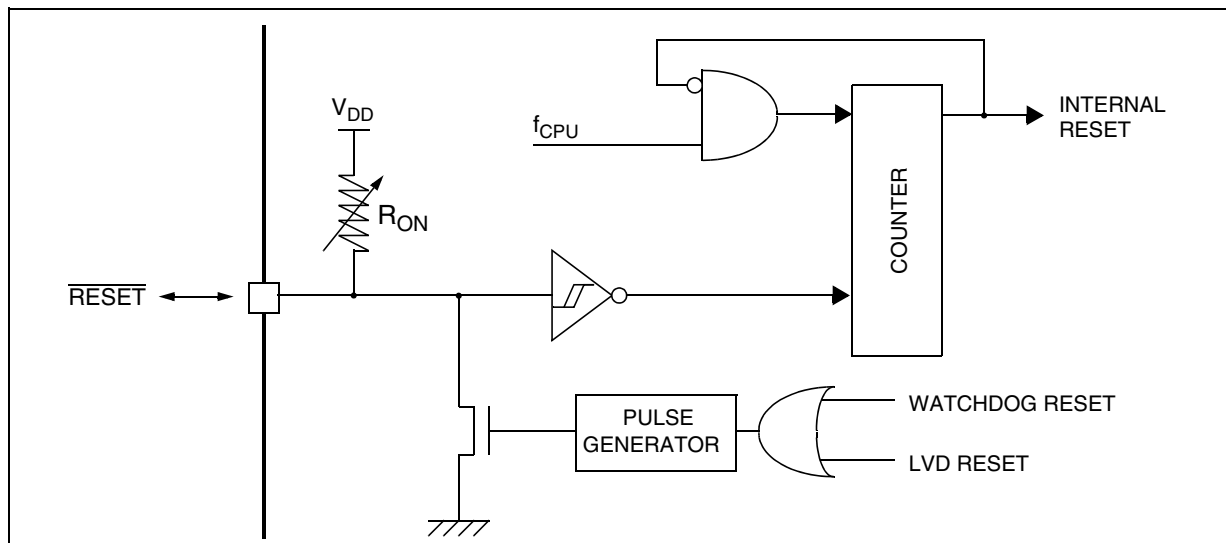 V_DD
f_CPU
INTERNAL
RESET
R_ON
COUNTER
RESET
PULSE
GENERATOR
WATCHDOG RESET
LVD RESET